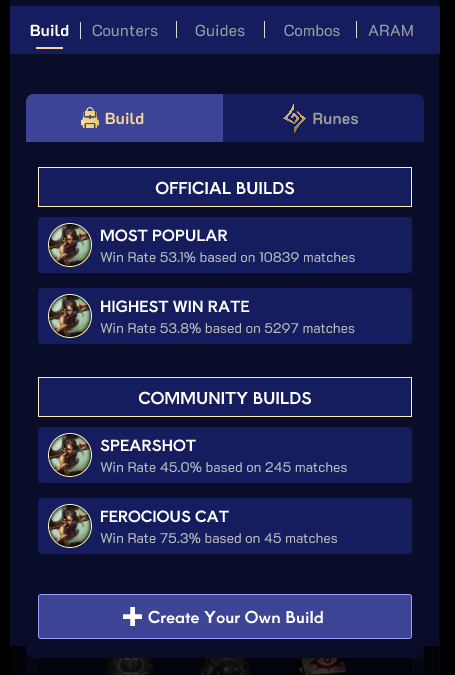 Build | Counters | Guides | Combos | ARAM
Build
Runes
OFFICIAL BUILDS
MOST POPULAR
Win Rate 53.1% based on 10839 matches
HIGHEST WIN RATE
Win Rate 53.8% based on 5297 matches
COMMUNITY BUILDS
SPEARSHOT
Win Rate 45.0% based on 245 matches
FEROCIOUS CAT
Win Rate 75.3% based on 45 matches
Create Your Own Build